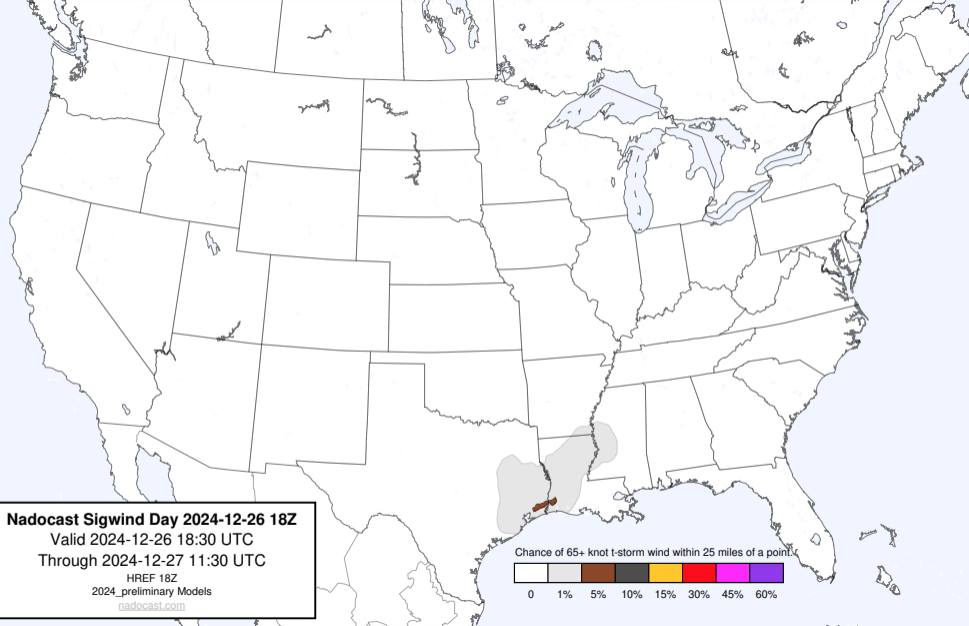 Nadocast Sigwind Day 2024-12-26 18Z
Valid 2024-12-26 18:30 UTC
Through 2024-12-27 11:30 UTC
HREF 18Z
2024_preliminary Models
nadocast.com
Chance of 65+ knot t-storm wind within 25 miles of a point.
0 1% 5% 10% 15% 30% 45% 60%